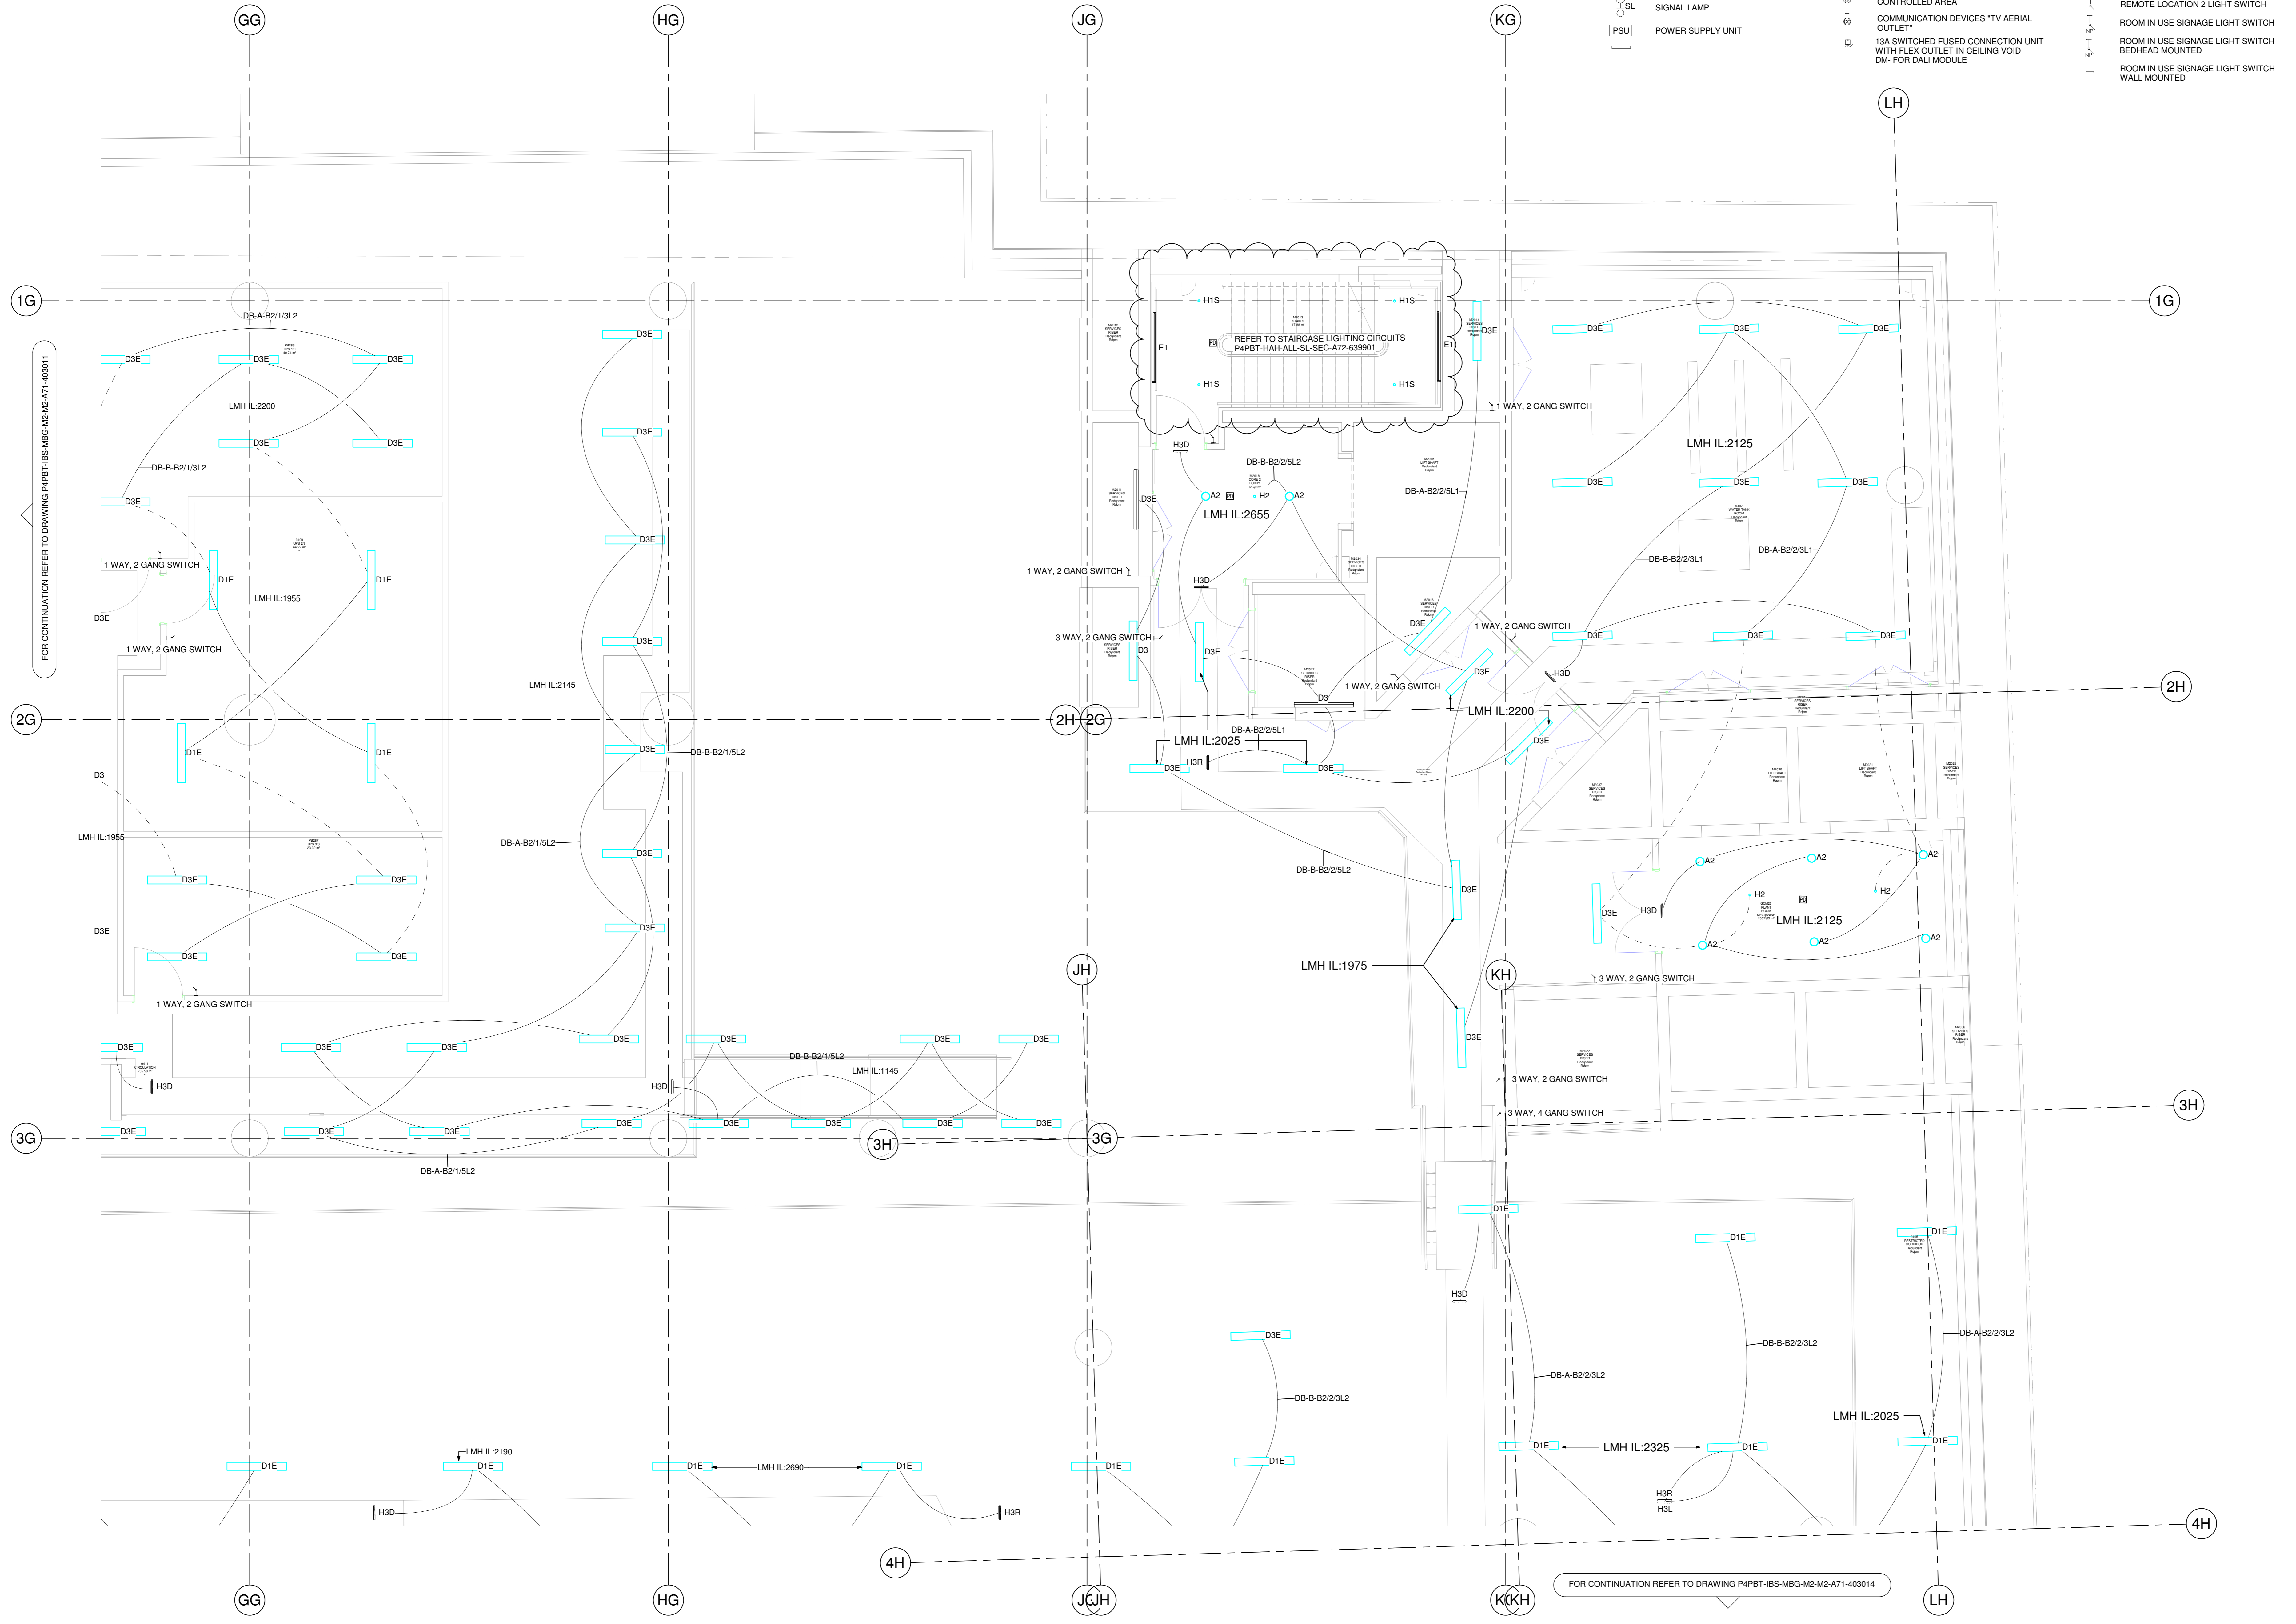 GG
HG
JG
KG
LH
SL
SIGNAL LAMP
PSU
POWER SUPPLY UNIT
CONTROLLED AREA
COMMUNICATION DEVICES "TV AERIAL
OUTLET"
13A SWITCHED FUSED CONNECTION UNIT
WITH FLEX OUTLET IN CEILING VOID
DM- FOR DALI MODULE
REMOTE LOCATION 2 LIGHT SWITCH
ROOM IN USE SIGNAGE LIGHT SWITCH
ROOM IN USE SIGNAGE LIGHT SWITCH
BEDHEAD MOUNTED
ROOM IN USE SIGNAGE LIGHT SWITCH
WALL MOUNTED
1G
1G
DB-A-B2/1/3L2
D3E
D3E
D3E
LMH IL:2200
D3E
D3E
DB-B-B2/1/3L2
D3E
FOR CONTINUATION REFER TO DRAWING P4PBT-IBS-MBG-M2-M2-A71-403011
1 WAY, 2 GANG SWITCH
D1E
D1E
LMH IL:1955
D3E
1 WAY, 2 GANG SWITCH
D3E
D3E
D3E
D3E
LMH IL:2145
H1S
H1S
E1
E1
REFER TO STAIRCASE LIGHTING CIRCUITS
P4PBT-HAH-ALL-SL-SEC-A72-639901
H1S
H1S
D3E
1 WAY, 2 GANG SWITCH
D3E
D3E
D3E
LMH IL:2125
D3E
D3E
D3E
H3D
DB-B-B2/2/5L2
A2
H2
A2
D3E
LMH IL:2655
DB-A-B2/2/5L1
DB-B-B2/2/3L1
DB-A-B2/2/3L1
1 WAY, 2 GANG SWITCH
H3D
3 WAY, 2 GANG SWITCH
D3
D3E
D3E
1 WAY, 2 GANG SWITCH
D3E
D3E
D3E
D3E
H3D
1 WAY, 2 GANG SWITCH
D3
2G
2H
2G
2H
LMH IL:2200
LMH IL:2025
DB-A-B2/2/5L1
D3E
H3R
D3E
D3E
D1E
D1E
D3E
DB-B-B2/1/5L2
D3
LMH IL:1955
DB-A-B2/1/5L2
D3E
D3E
D3E
D3E
D3E
D3E
D3E
1 WAY, 2 GANG SWITCH
DB-B-B2/2/5L2
D3E
LMH IL:1975
D3E
JH
KH
A2
A2
A2
H2
H2
D3E
H3D
LMH IL:2125
A2
A2
A2
3 WAY, 2 GANG SWITCH
D3E
D3E
D3E
D3E
D3E
D3E
D3E
DB-B-B2/1/5L2
LMH IL:1145
H3D
H3D
3 WAY, 2 GANG SWITCH
3 WAY, 4 GANG SWITCH
D3E
D3E
D3E
D3E
D3E
D3E
D3E
D3E
3G
3H
3G
3H
DB-A-B2/1/5L2
D1E
D1E
D1E
H3D
D3E
DB-B-B2/2/3L2
DB-A-B2/2/3L2
DB-B-B2/2/3L2
DB-A-B2/2/3L2
LMH IL:2025
LMH IL:2190
D1E
D1E
D1E
LMH IL:2690
D1E
D1E
D1E
D1E
LMH IL:2325
D1E
D1E
H3D
H3R
H3R
H3L
4H
4H
FOR CONTINUATION REFER TO DRAWING P4PBT-IBS-MBG-M2-M2-A71-403014
GG
HG
JH
KH
LH